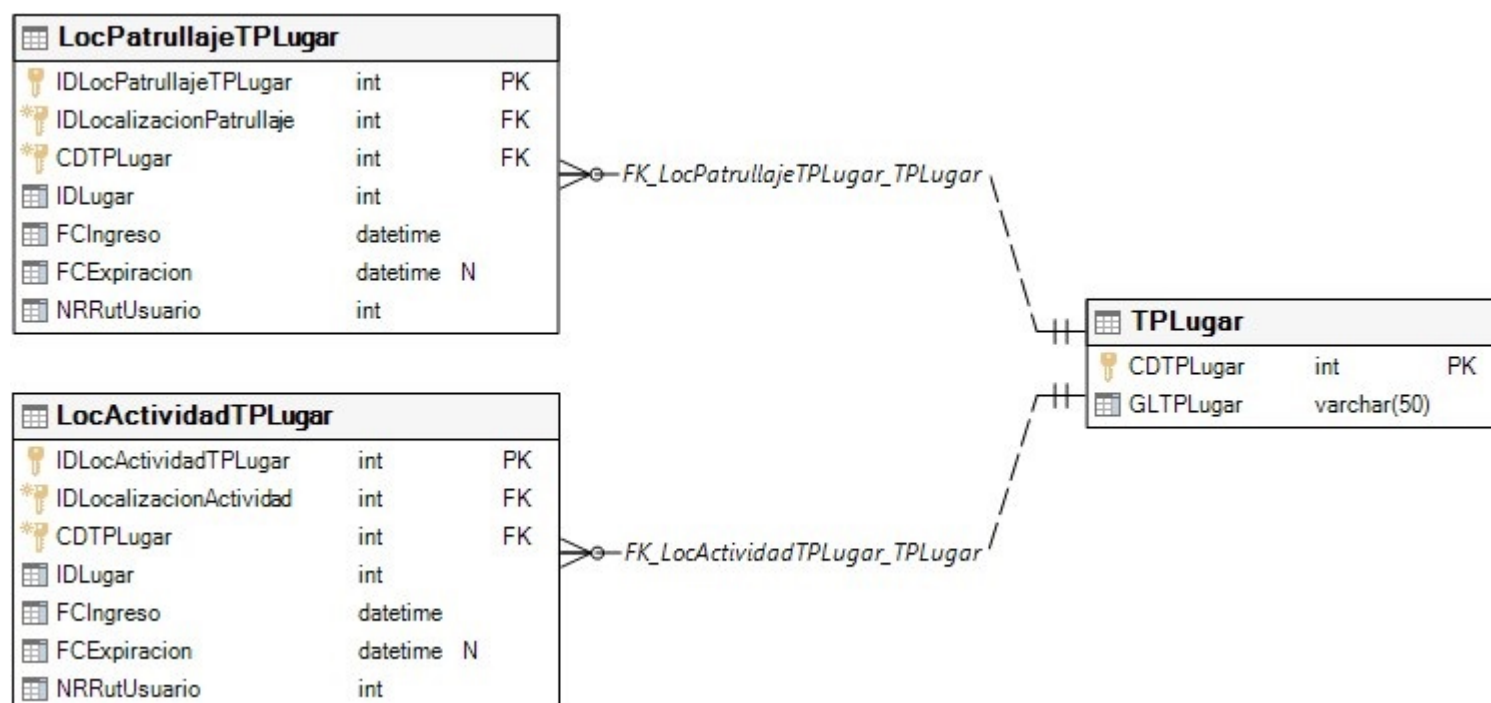 LocPatrullajeTPLugar
IDLocPatrullajeTPLugar int PK
IDLocalizacionPatrullaje int FK
CDTPLugar int FK
IDLugar int
FCIngreso datetime
FCExpiracion datetime N
NRRutUsuario int
FK_LocPatrullajeTPLugar_TPLugar
LocActividadTPLugar
IDLocActividadTPLugar int PK
IDLocalizacionActividad int FK
CDTPLugar int FK
IDLugar int
FCIngreso datetime
FCExpiracion datetime N
NRRutUsuario int
FK_LocActividadTPLugar_TPLugar
TPLugar
CDTPLugar int PK
GLTPLugar varchar(50)